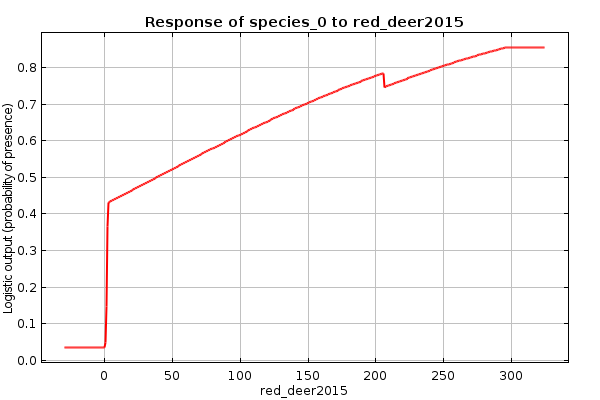 Response of species_0 to red_deer2015
Logistic output (probability of presence)
0.8
0.7
0.6
0.5
0.4
0.3
0.2
0.1
0.0
0 50 100 150 200 250 300
red_deer2015